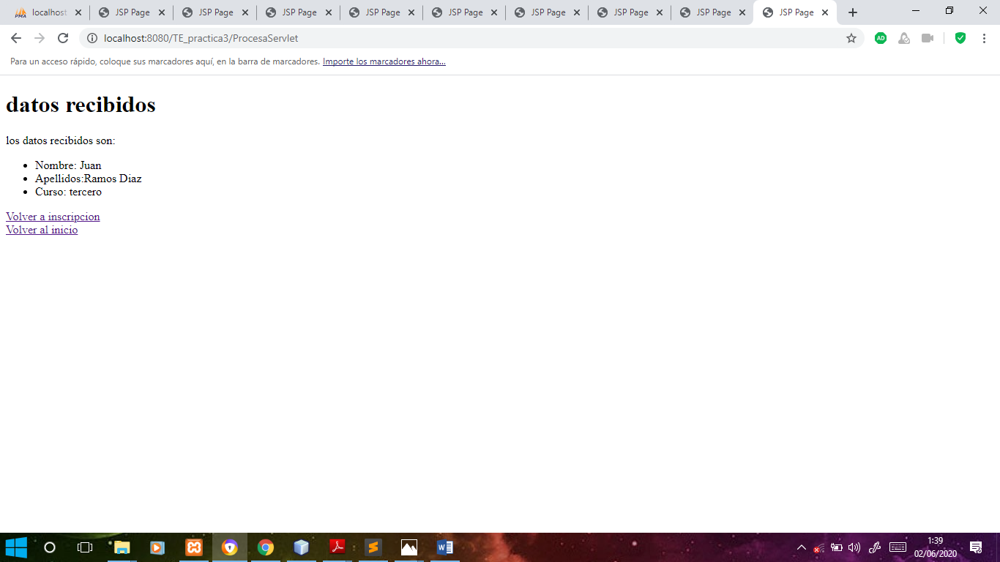 localhost
JSP Page
JSP Page
JSP Page
JSP Page
JSP Page
JSP Page
JSP Page
JSP Page
JSP Page
localhost:8080/TE_practica3/ProcesaServlet
AD
Para un acceso rápido, coloque sus marcadores aquí, en la barra de marcadores. Importe los marcadores ahora...
datos recibidos
los datos recibidos son:
• Nombre: Juan
• Apellidos:Ramos Diaz
• Curso: tercero
Volver a inscripcion
Volver al inicio
1:39
02/06/2020